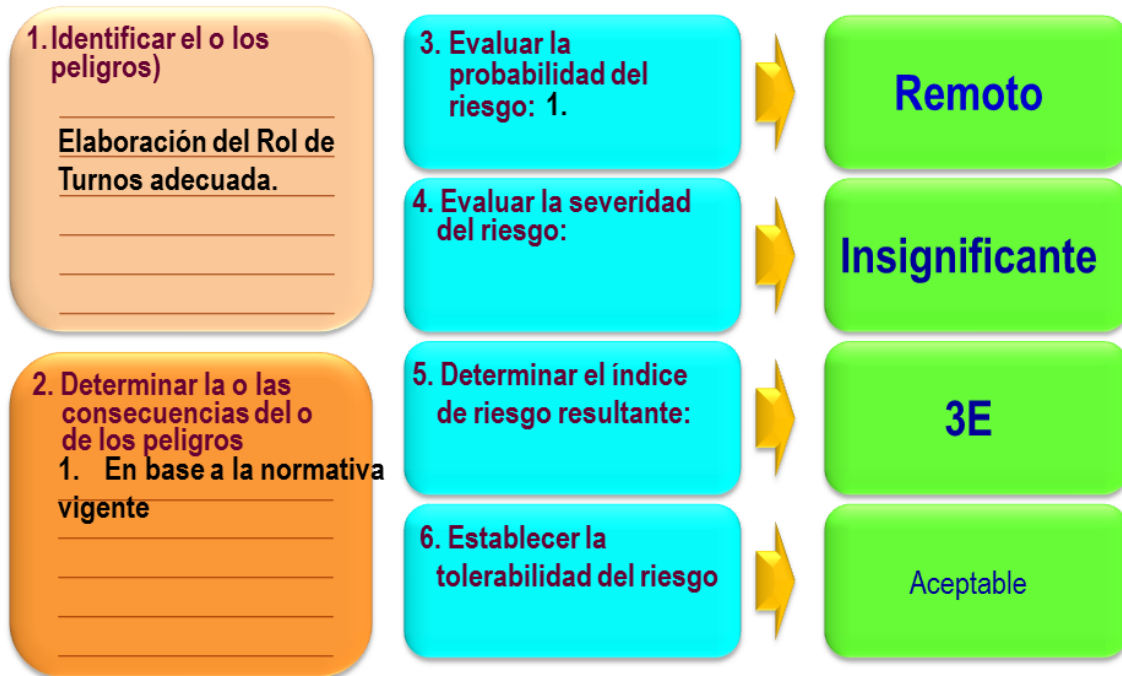 1. Identificar el o los
peligros)
Elaboración del Rol de
Turnos adecuada.
2. Determinar la o las
consecuencias del o
de los peligros
1. En base a la normativa
vigente
3. Evaluar la
probabilidad del
riesgo: 1.
Remoto
4. Evaluar la severidad
del riesgo:
Insignificante
5. Determinar el índice
de riesgo resultante:
3E
6. Establecer la
tolerabilidad del riesgo
Aceptable